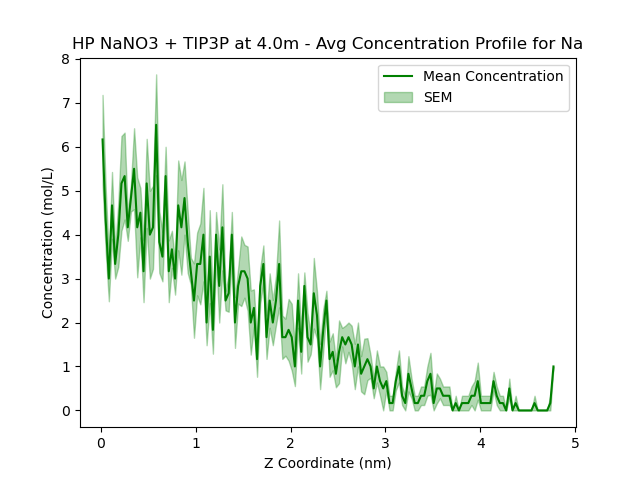 HP NaNO3 + TIP3P at 4.0m - Avg Concentration Profile for Na
Mean Concentration
SEM
Concentration (mol/L)
8
7
6
5
4
3
2
1
0
0 1 2 3 4 5
Z Coordinate (nm)